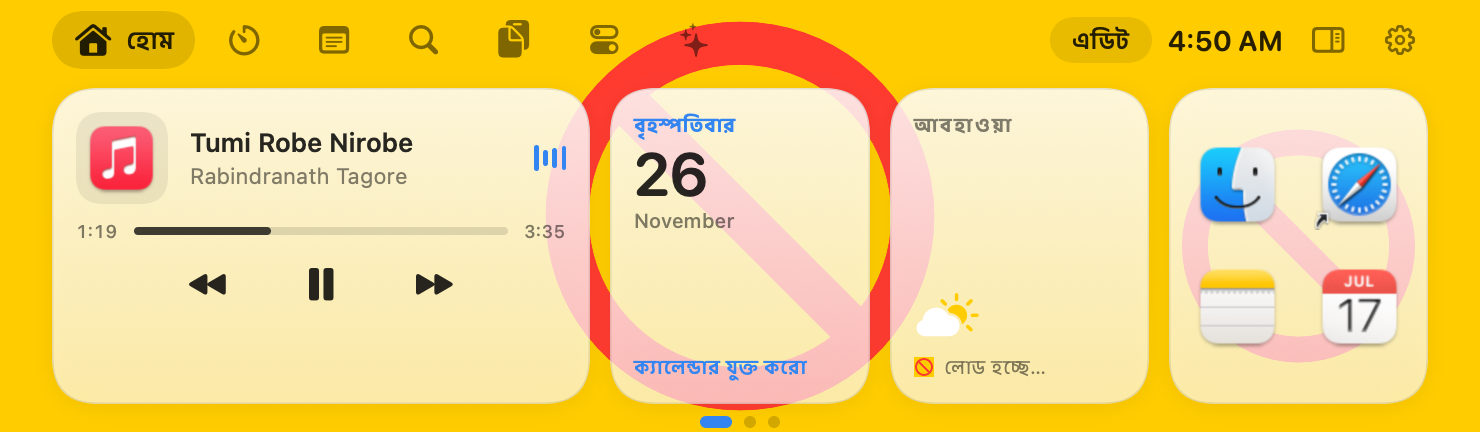 হোম
এডিট
4:50 AM
Tumi Robe Nirobe
Rabindranath Tagore
1:19
3:35
বৃহস্পতিবার
26
November
ক্যালেন্ডার যুক্ত করো
আবহাওয়া
লোড হচ্ছে...
JUL
17